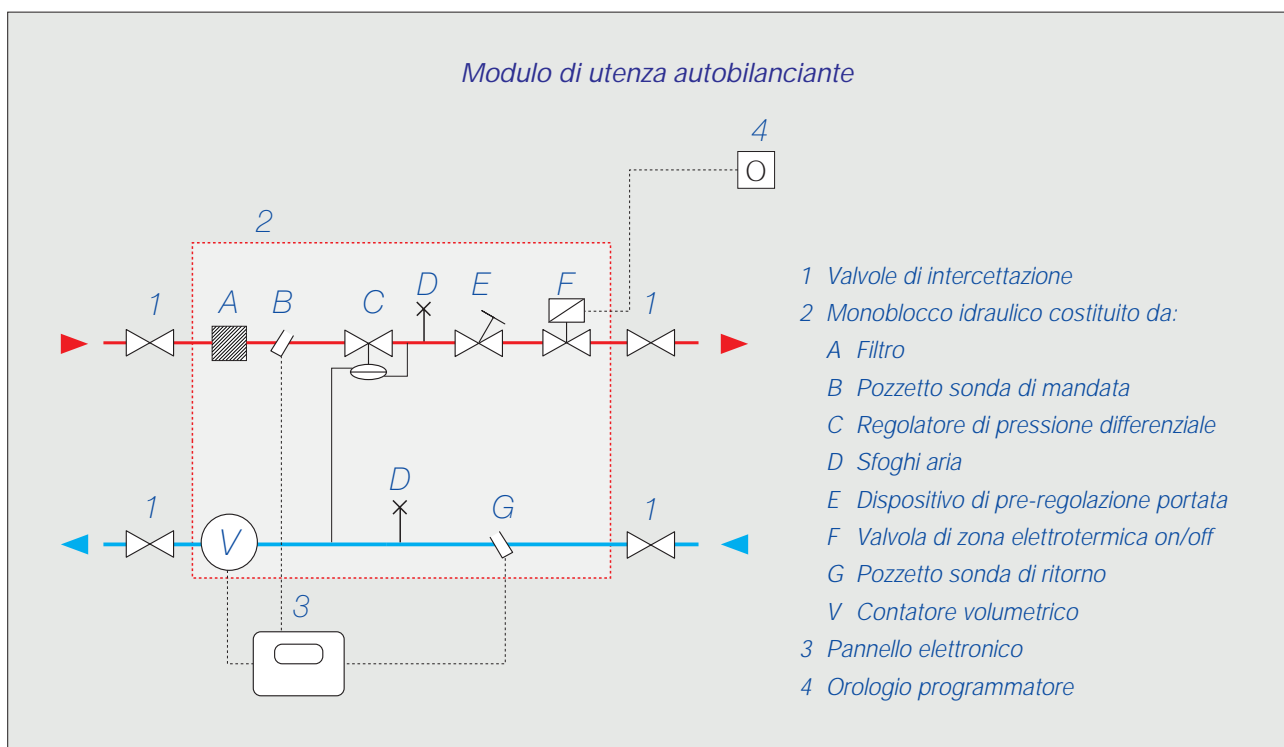 Modulo di utenza autobilanciante
4
O
2
1 A B C D E F 1
D
1 V G 1
3
1 Valvole di intercettazione
2 Monoblocco idraulico costituito da:
A Filtro
B Pozzetto sonda di mandata
C Regolatore di pressione differenziale
D Sfoghi aria
E Dispositivo di pre-regolazione portata
F Valvola di zona elettrotermica on/off
G Pozzetto sonda di ritorno
V Contatore volumetrico
3 Pannello elettronico
4 Orologio programmatore